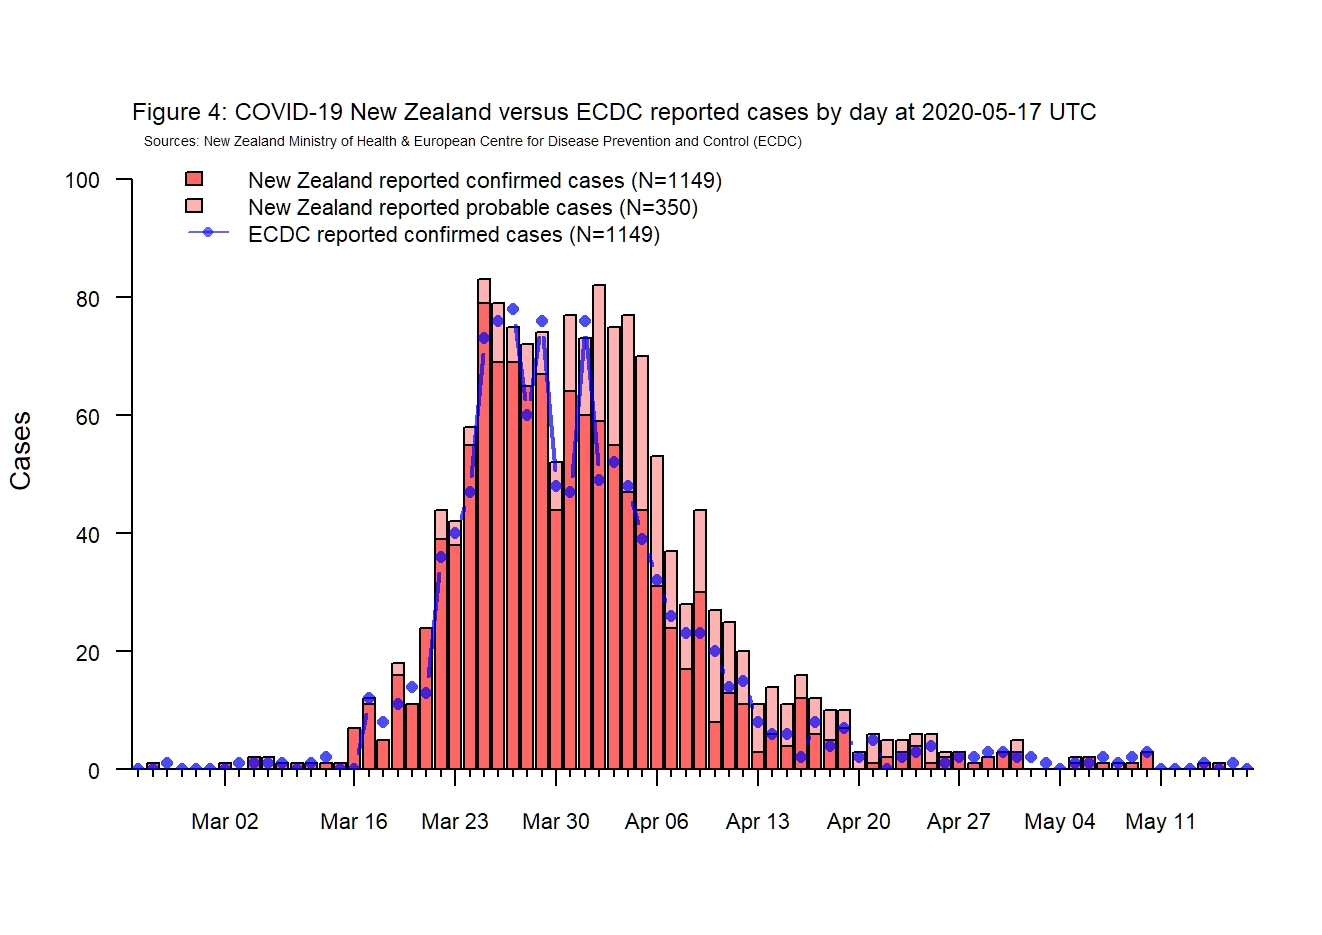 Figure 4: COVID-19 New Zealand versus ECDC reported cases by day at 2020-05-17 UTC
Sources: New Zealand Ministry of Health & European Centre for Disease Prevention and Control (ECDC)
New Zealand reported confirmed cases (N=1149)
New Zealand reported probable cases (N=350)
ECDC reported confirmed cases (N=1149)
Cases
100
80
60
40
20
0
Mar 02 Mar 16 Mar 23 Mar 30 Apr 06 Apr 13 Apr 20 Apr 27 May 04 May 11